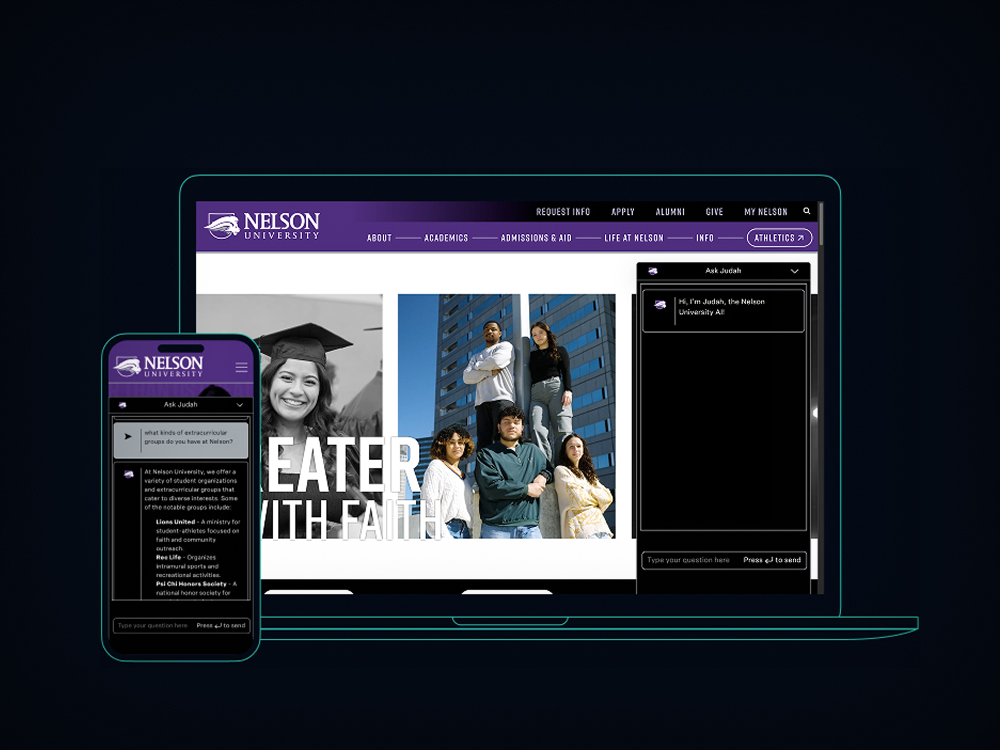 NELSON
UNIVERSITY
REQUEST INFO
APPLY
ALUMNI
GIVE
MY NELSON
ABOUT
ACADEMICS
ADMISSIONS & AID
LIFE AT NELSON
INFO
ATHLETICS
Ask Judah
Hi, I'm Judah, the Nelson
University AI!
EATER
WITH FAITH
Type your question here
Press ↵ to send
NELSON
UNIVERSITY
Ask Judah
what kinds of extracurricular
groups do you have at Nelson?
At Nelson University, we offer a
variety of student organizations
and extracurricular groups that
cater to diverse interests. Some
of the notable groups include:
Lions United - A ministry for
student-athletes focused on
faith and community
outreach.
Rec Life - Organizes
intramural sports and
recreational activities.
Psi Chi Honors Society - A
national honor society for
Type your question here
Press ↵ to send